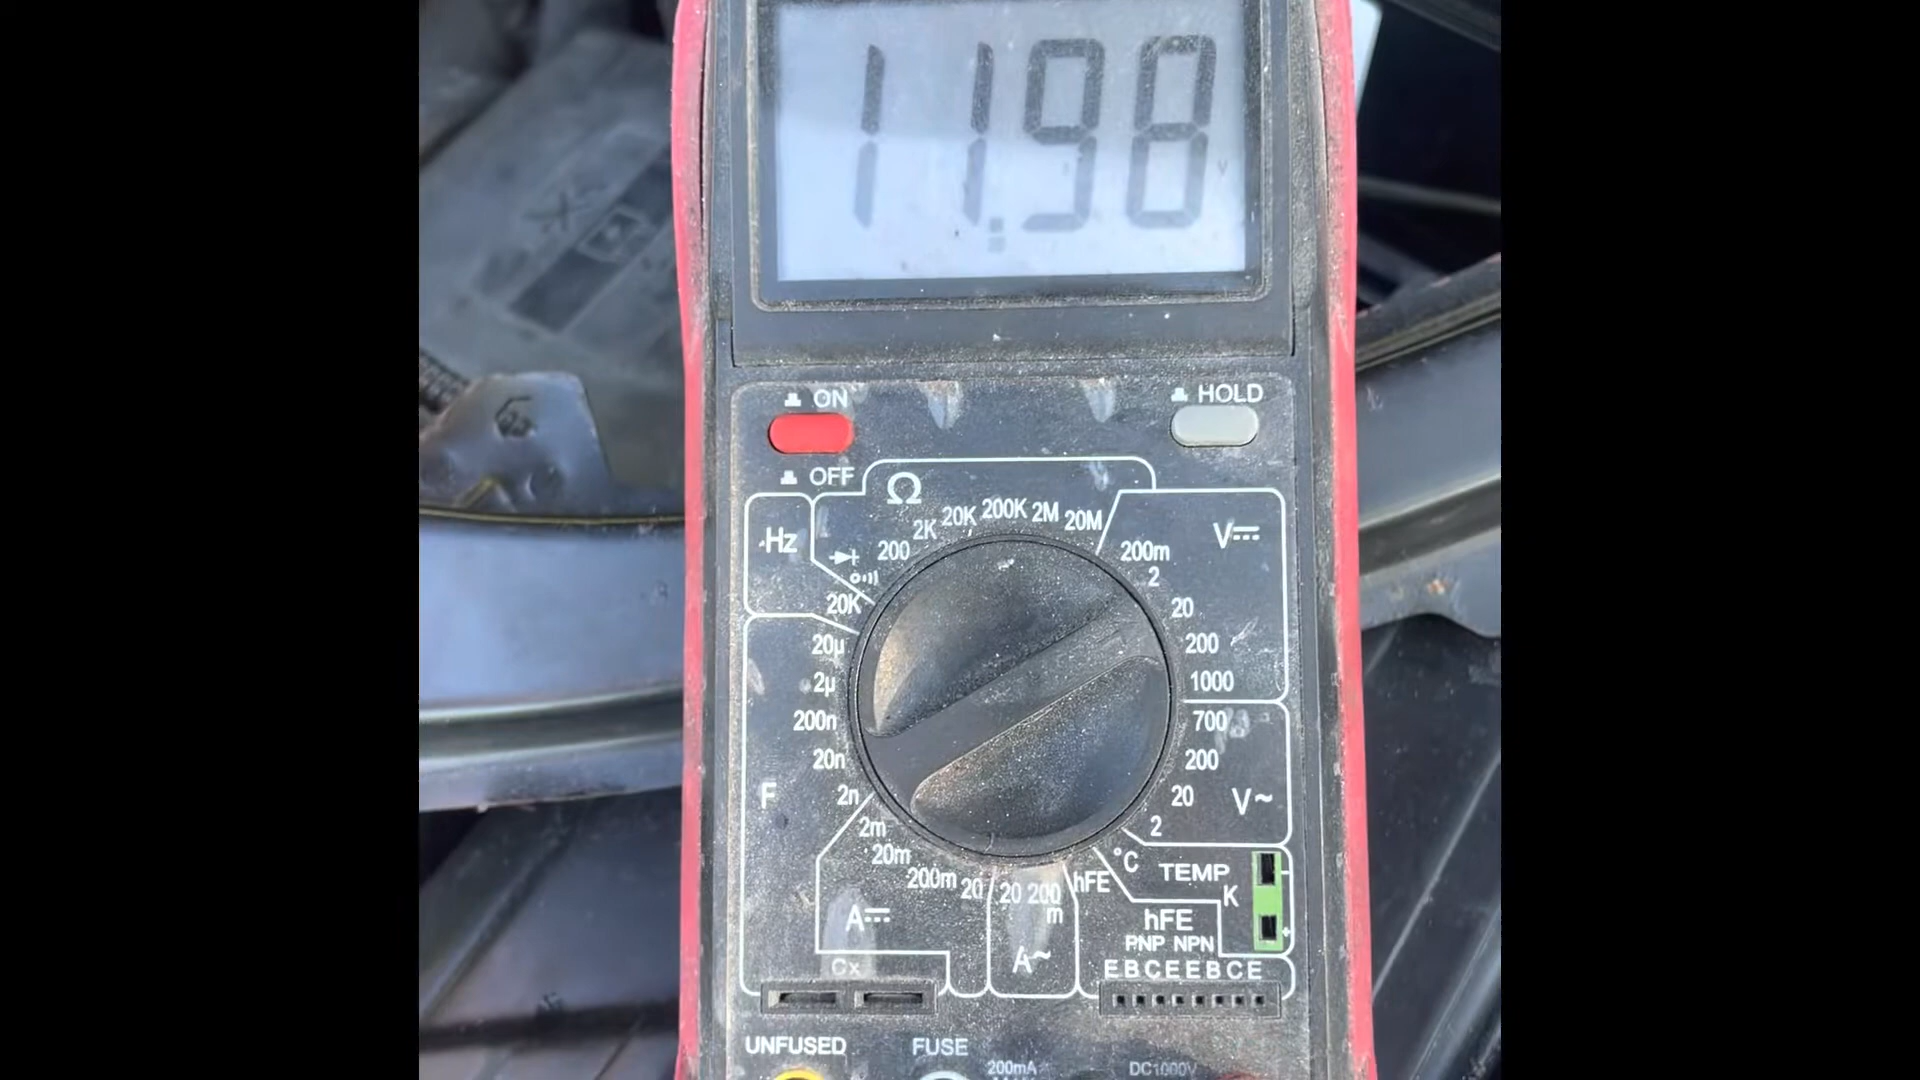 11.98
V
ON
HOLD
OFF
Ω
Hz
200
2K
20K
200K
2M
20M
V
200m
2
20
200
1000
20K
20µ
2µ
200n
20n
2n
F
700
200
20
2
V~
2m
20m
200m
20
A
20
200
m
A~
hFE
°C
TEMP
K
-
+
hFE
PNP NPN
EBCEEBCE
Cx
UNFUSED
FUSE
200mA
DC1000V